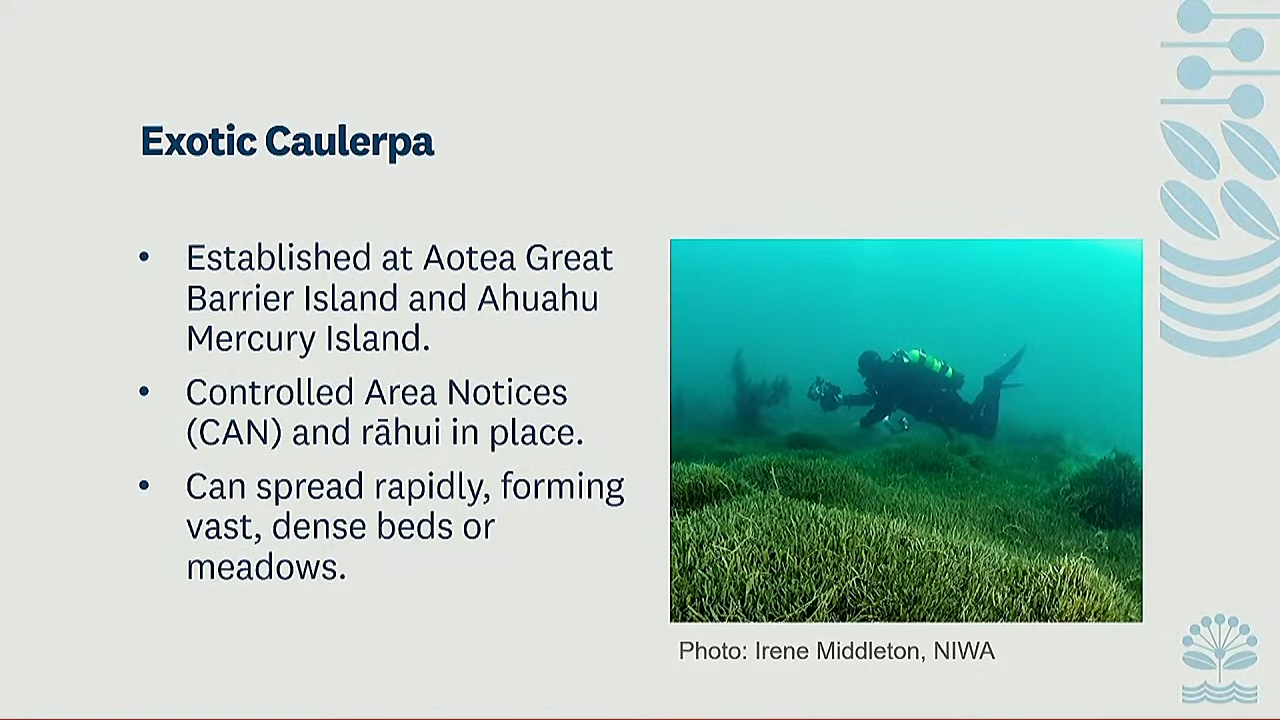 Exotic Caulerpa
• Established at Aotea Great
Barrier Island and Ahuahu
Mercury Island.
• Controlled Area Notices
(CAN) and rāhui in place.
• Can spread rapidly, forming
vast, dense beds or
meadows.
Photo: Irene Middleton, NIWA